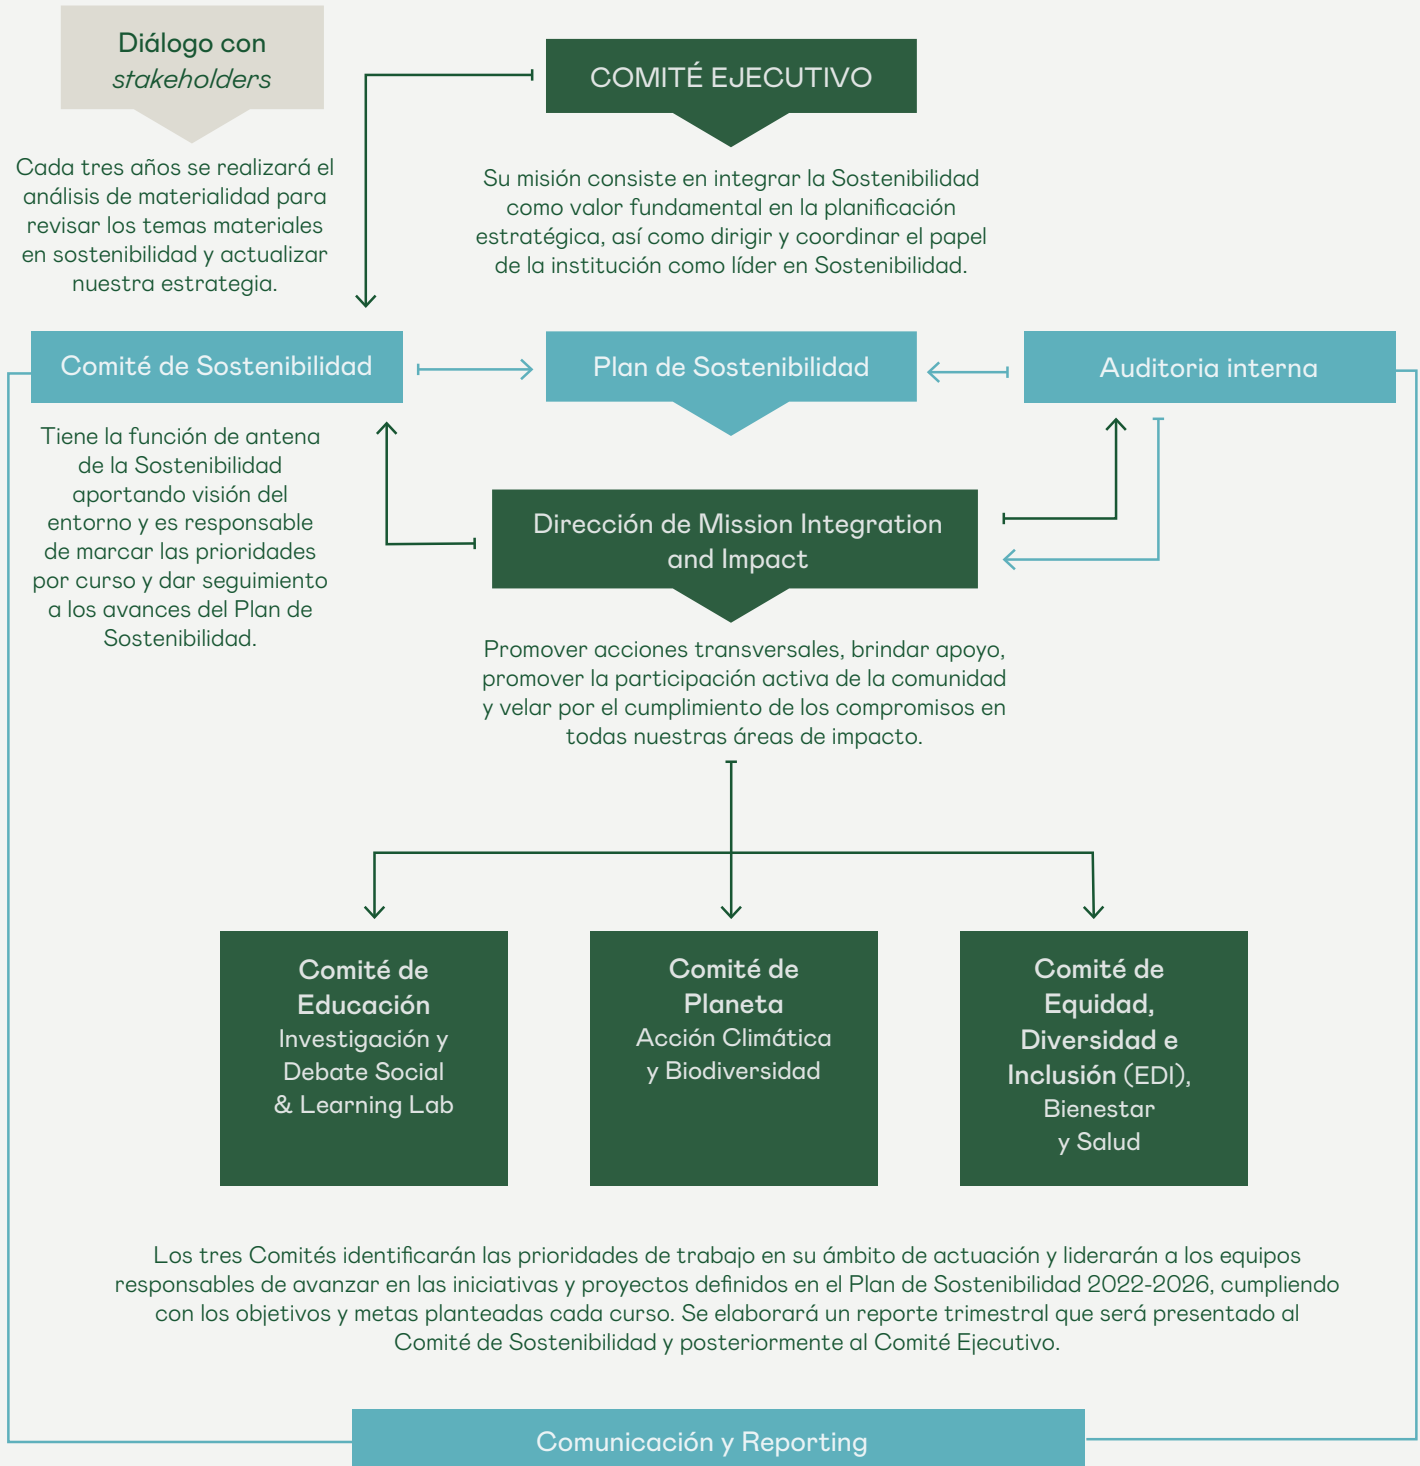 Diálogo con
stakeholders
Cada tres años se realizará el
análisis de materialidad para
revisar los temas materiales
en sostenibilidad y actualizar
nuestra estrategia.
COMITÉ EJECUTIVO
Su misión consiste en integrar la Sostenibilidad
como valor fundamental en la planificación
estratégica, así como dirigir y coordinar el papel
de la institución como líder en Sostenibilidad.
Comité de Sostenibilidad
Plan de Sostenibilidad
Auditoria interna
Tiene la función de antena
de la Sostenibilidad
aportando visión del
entorno y es responsable
de marcar las prioridades
por curso y dar seguimiento
a los avances del Plan de
Sostenibilidad.
Dirección de Mission Integration
and Impact
Promover acciones transversales, brindar apoyo,
promover la participación activa de la comunidad
y velar por el cumplimiento de los compromisos en
todas nuestras áreas de impacto.
Comité de
Educación
Investigación y
Debate Social
& Learning Lab
Comité de
Planeta
Acción Climática
y Biodiversidad
Comité de
Equidad,
Diversidad e
Inclusión (EDI),
Bienestar
y Salud
Los tres Comités identificarán las prioridades de trabajo en su ámbito de actuación y liderarán a los equipos
responsables de avanzar en las iniciativas y proyectos definidos en el Plan de Sostenibilidad 2022-2026, cumpliendo
con los objetivos y metas planteadas cada curso. Se elaborará un reporte trimestral que será presentado al
Comité de Sostenibilidad y posteriormente al Comité Ejecutivo.
Comunicación y Reporting